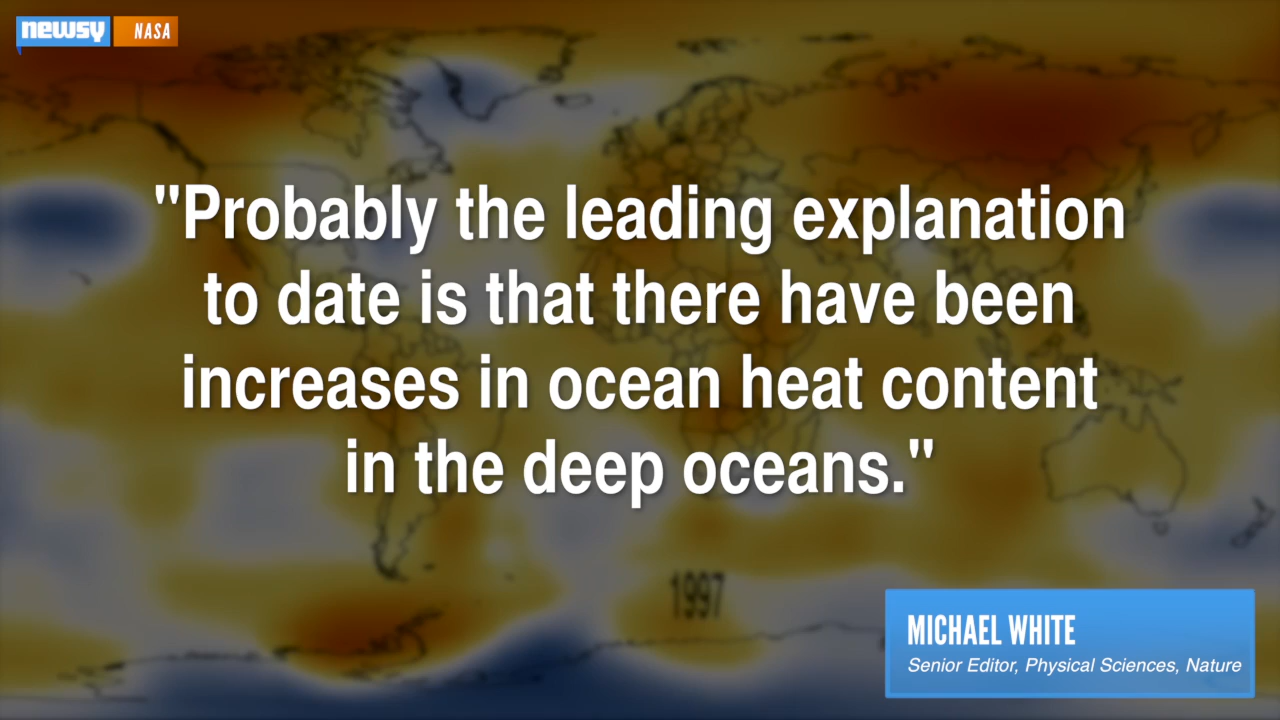 newsy NASA
"Probably the leading explanation
to date is that there have been
increases in ocean heat content
in the deep oceans."
1997
MICHAEL WHITE
Senior Editor, Physical Sciences, Nature